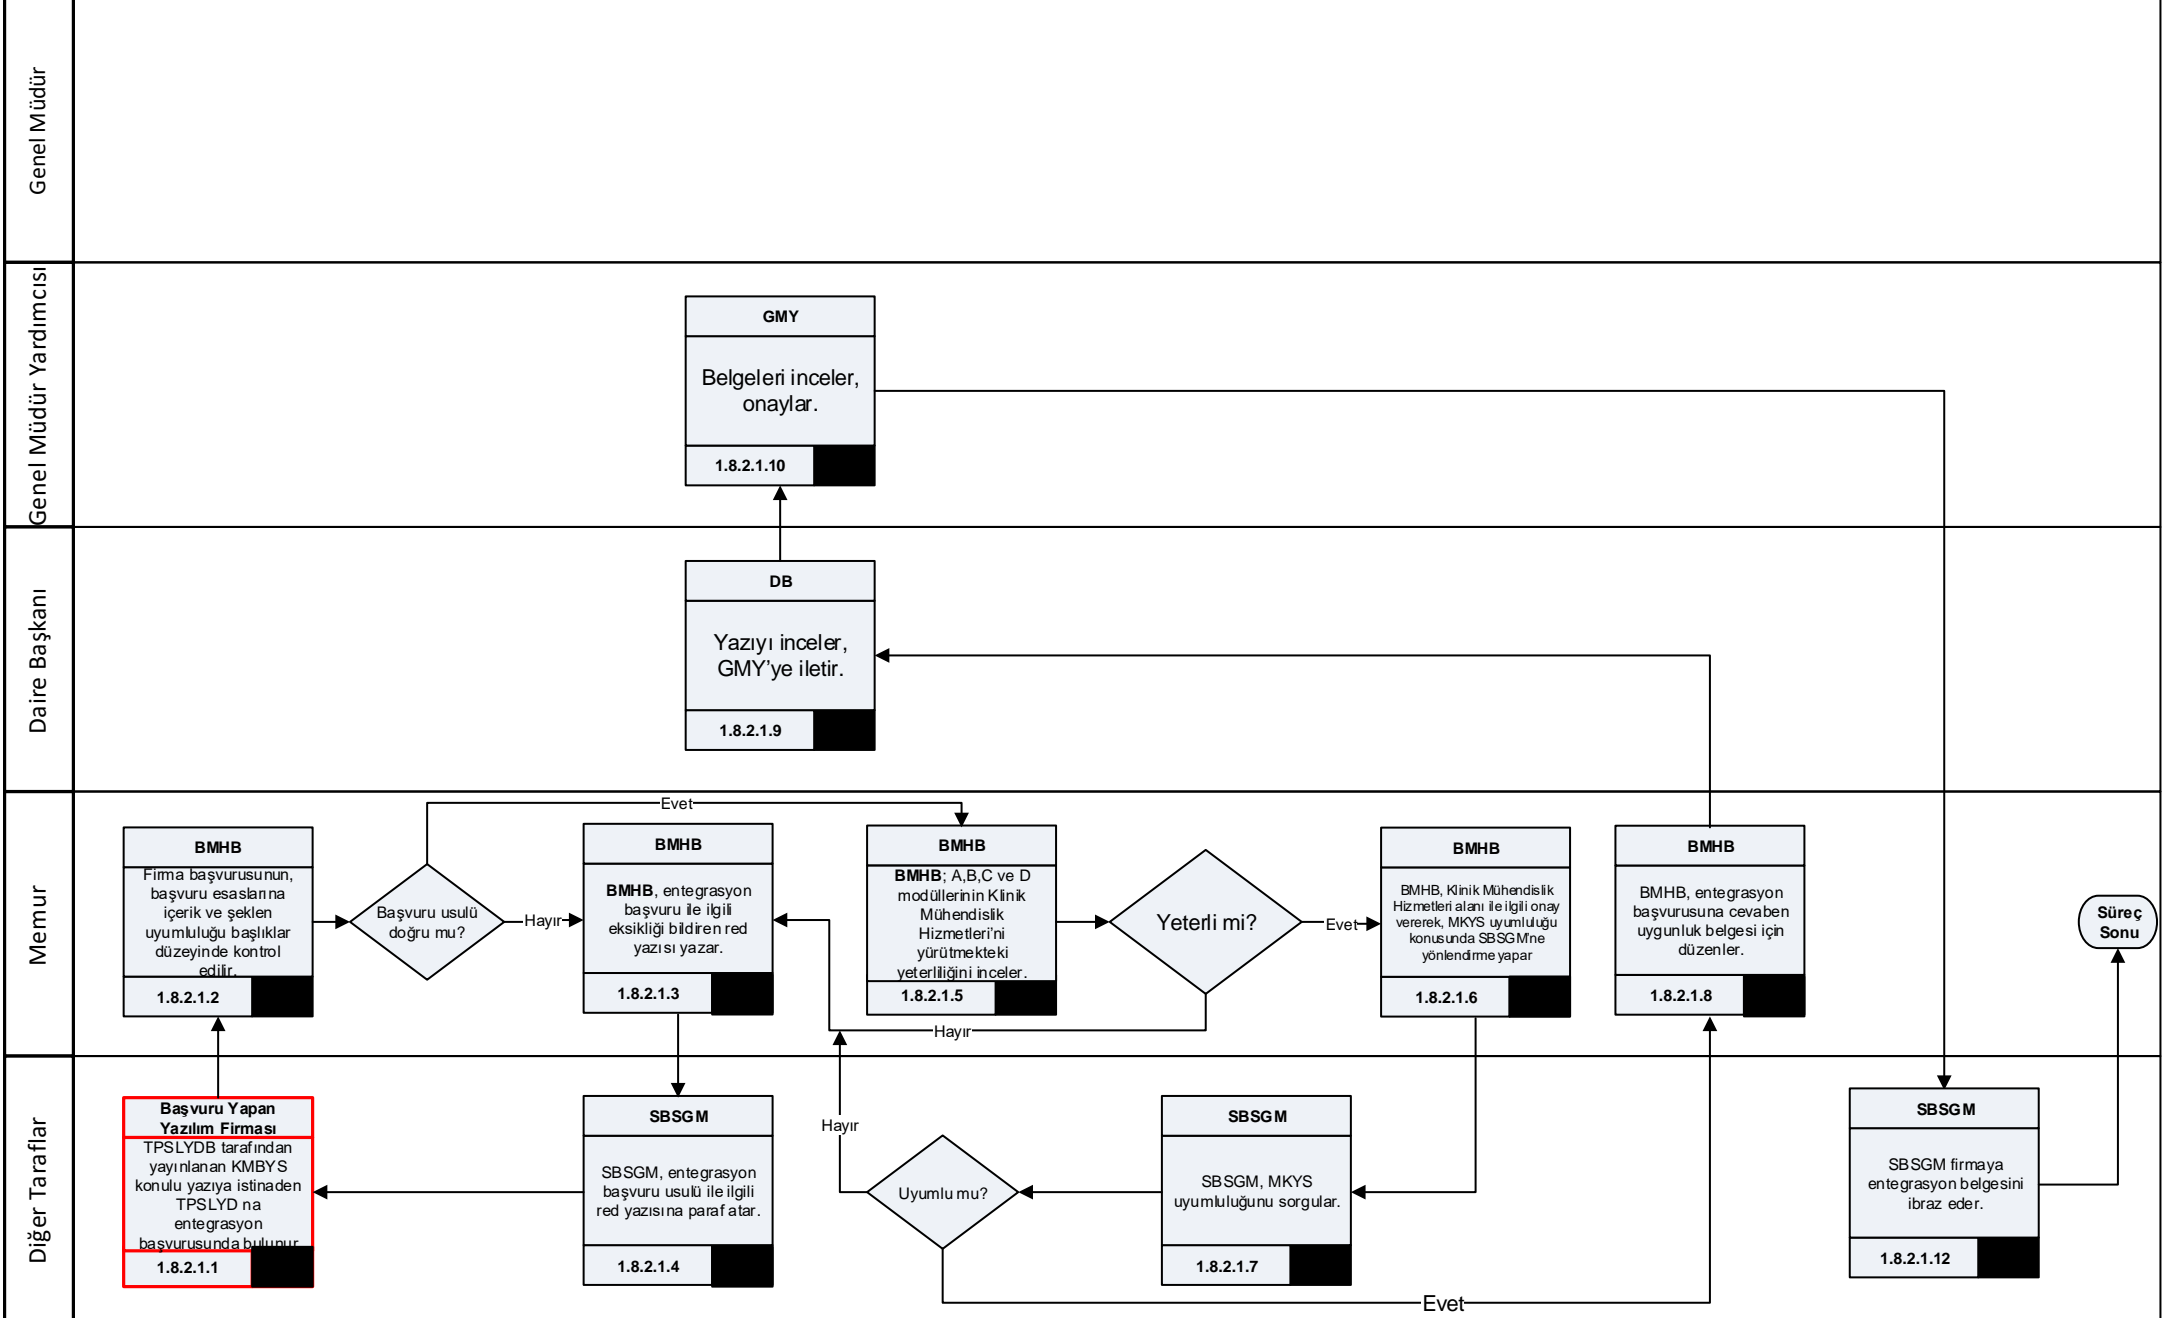 Genel Müdür
Genel Müdür Yardımcısı
GMY
Belgeleri inceler,
onaylar.
1.8.2.1.10
Daire Başkanı
DB
Yazıyı inceler,
GMY'ye iletir.
1.8.2.1.9
Memur
BMHB
Firma başvurusunun,
başvuru esaslarına
içerik ve şeklen
uyumluluğu başlıklar
düzeyinde kontrol
edilir.
1.8.2.1.2
Başvuru usulü
doğru mu?
Evet
Hayır
BMHB
BMHB, entegrasyon
başvuru ile ilgili
eksikliği bildiren red
yazısı yazar.
1.8.2.1.3
BMHB
BMHB; A,B,C ve D
modüllerinin Klinik
Mühendislik
Hizmetleri'ni
yürütmekteki
yeterliliğini inceler.
1.8.2.1.5
Yeterli mi?
Evet
Hayır
BMHB
BMHB, Klinik Mühendislik
Hizmetleri alanı ile ilgili onay
vererek, MKYS uyumluluğu
konusunda SBSGM'ne
yönlendirme yapar
1.8.2.1.6
BMHB
BMHB, entegrasyon
başvurusuna cevaben
uygunluk belgesi için
düzenler.
1.8.2.1.8
Süreç
Sonu
Diğer Taraflar
Başvuru Yapan
Yazılım Firması
TPSLYDB tarafından
yayınlanan KMBYS
konulu yazıya istinaden
TPSLYD na
entegrasyon
başvurusunda bulunur
1.8.2.1.1
SBSGM
SBSGM, entegrasyon
başvuru usulü ile ilgili
red yazısına paraf atar.
1.8.2.1.4
Hayır
Uyumlu mu?
SBSGM
SBSGM, MKYS
uyumluluğunu sorgular.
1.8.2.1.7
Evet
SBSGM
SBSGM firmaya
entegrasyon belgesini
ibraz eder.
1.8.2.1.12